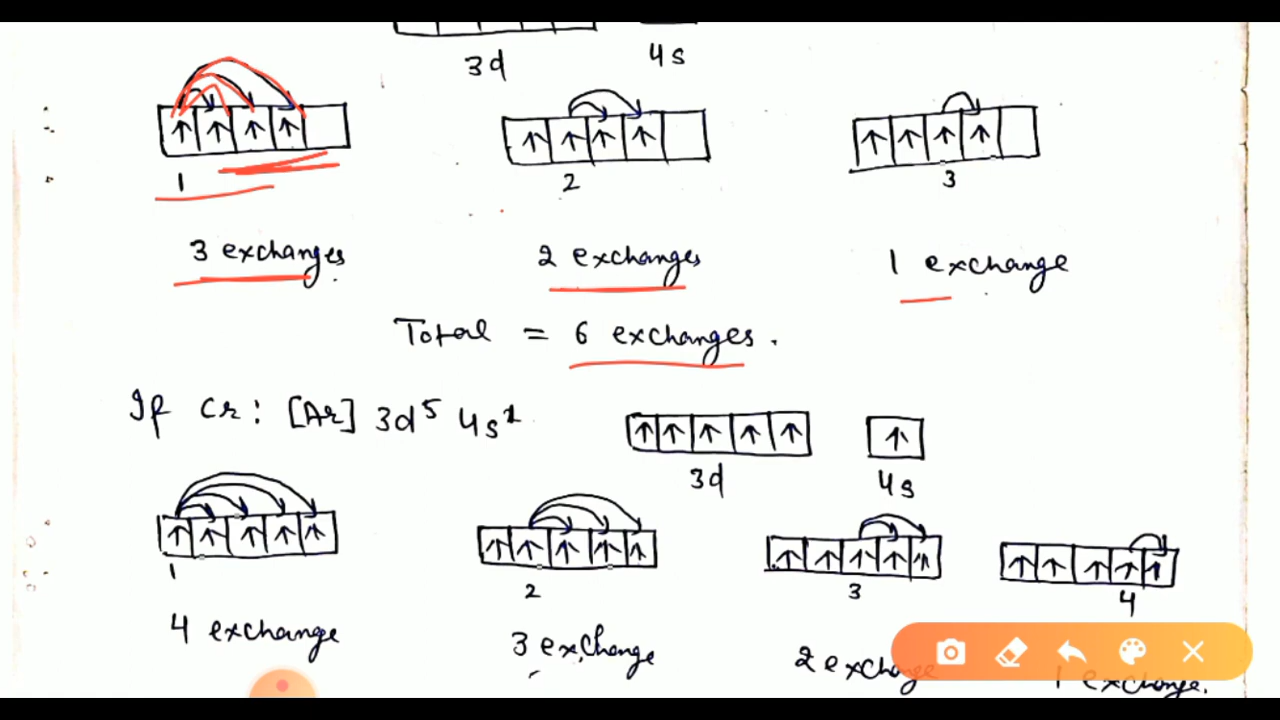 3d 4s
↑ ↑ ↑ ↑ ↑ ↑ ↑ ↑ ↑ ↑ ↑ ↑
1 2 3
3 exchanges 2 exchanges 1 exchange
Total = 6 exchanges.
If Cr: [Ar] 3d⁵ 4s¹ ↑ ↑ ↑ ↑ ↑ ↑
3d 4s
↑ ↑ ↑ ↑ ↑ ↑ ↑ ↑ ↑ ↑ ↑ ↑ ↑ ↑ ↑ ↑ ↑ ↑ ↑ ↑
1 2 3 4
4 exchange 3 exchange 2 exchange 1 exchange.